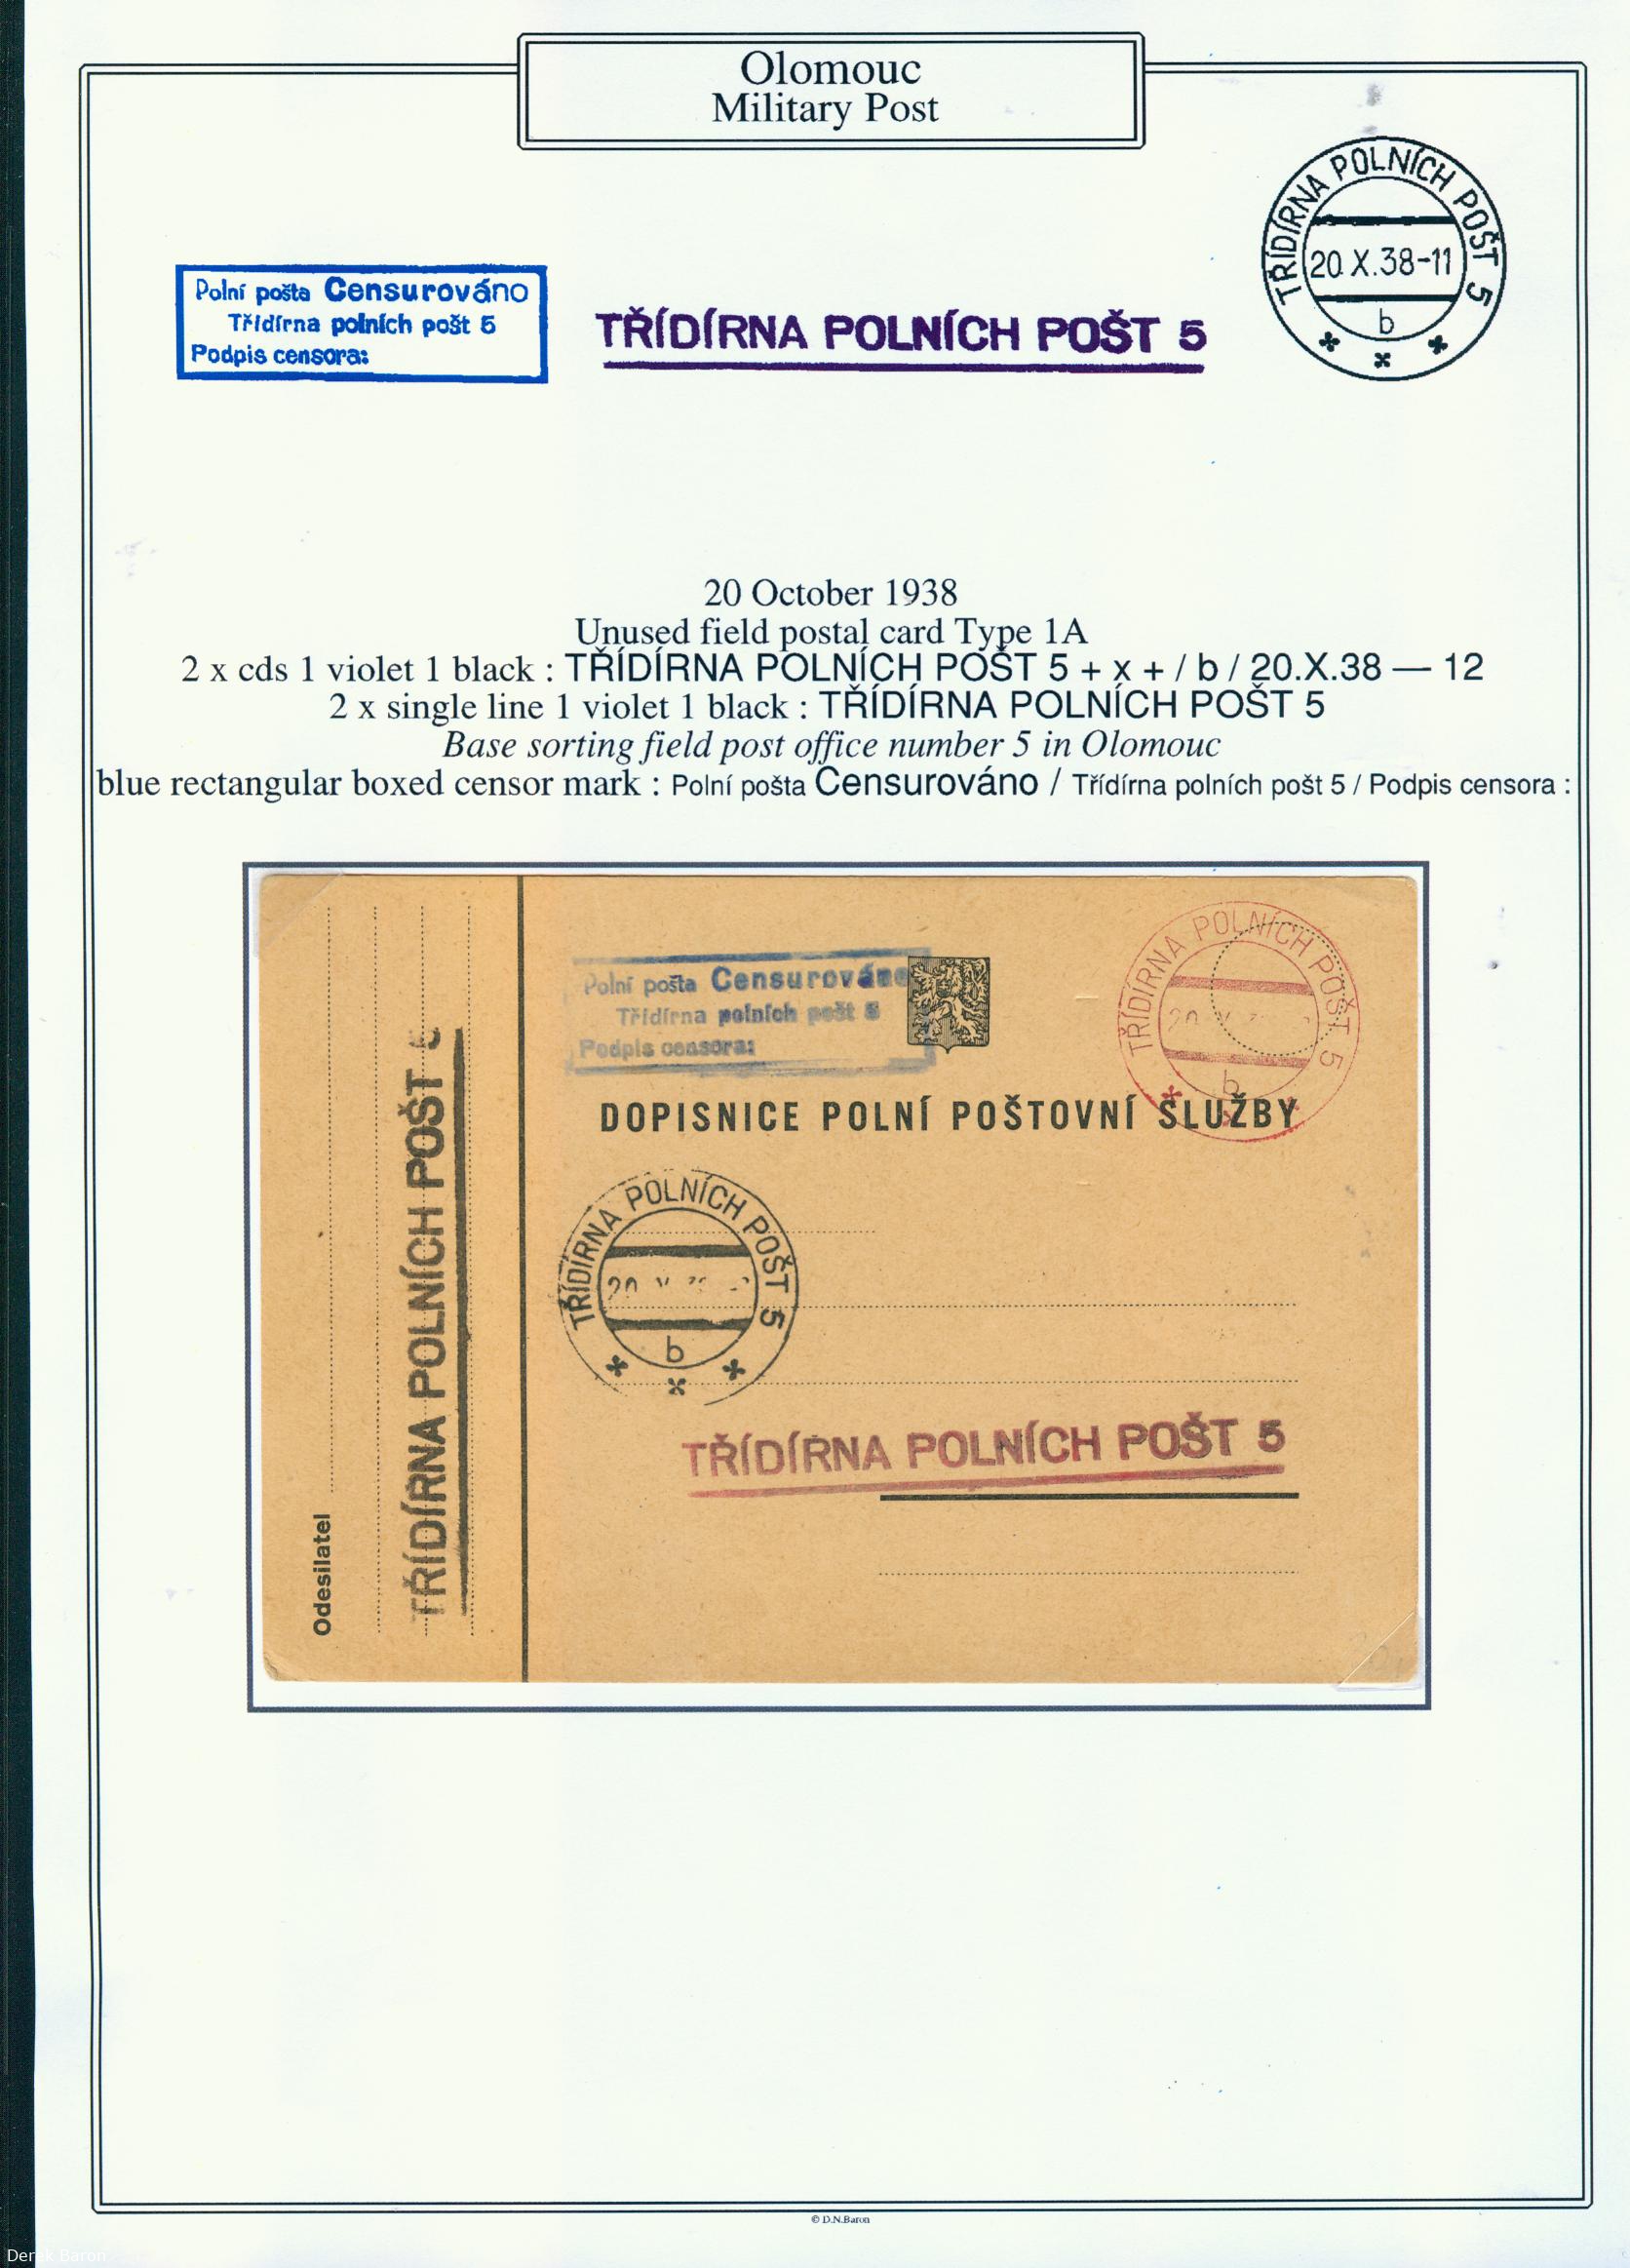 Olomouc
Military Post
TŘÍDÍRNA POLNÍCH POŠT 5
20.X.38-11
b
Polní pošta Censurováno
Třídírna polních pošt 5
Podpis censora:
TŘÍDÍRNA POLNÍCH POŠT 5
20 October 1938
Unused field postal card Type 1A
2 x cds 1 violet 1 black : TŘÍDÍRNA POLNÍCH POŠT 5 + x + / b / 20.X.38 — 12
2 x single line 1 violet 1 black : TŘÍDÍRNA POLNÍCH POŠT 5
Base sorting field post office number 5 in Olomouc
blue rectangular boxed censor mark : Polní pošta Censurováno / Třídírna polních pošt 5 / Podpis censora :
Polní pošta Censurováno
Třídírna polních pošt 5
Podpis censora:
TŘÍDÍRNA POLNÍCH POŠT 5
20
b
DOPISNICE POLNÍ POŠTOVNÍ SLUŽBY
TŘÍDÍRNA POLNÍCH POŠT 5
20
b
TŘÍDÍRNA POLNÍCH POŠT 5
Odesilatel
TŘÍDÍRNA POLNÍCH POŠT
© D.N.Baron
Derek Baron